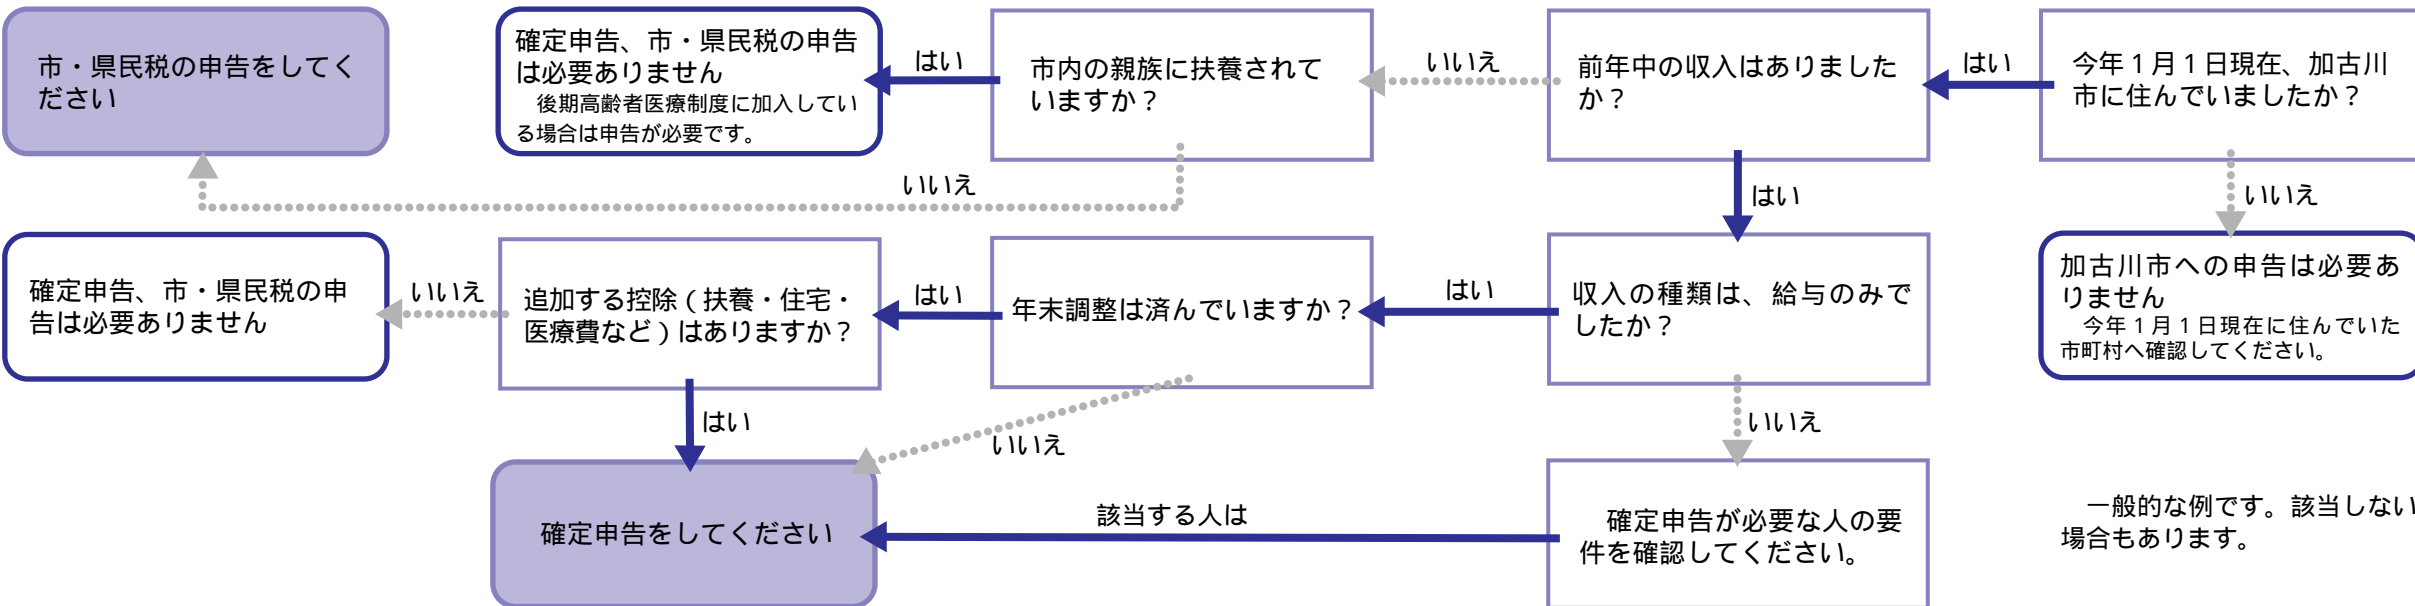 市・県民税の申告をしてく
ださい
確定申告、市・県民税の申告
は必要ありません
後期高齢者医療制度に加入してい
る場合は申告が必要です。
はい
市内の親族に扶養されて
いますか？
いいえ
前年中の収入はありました
か？
はい
今年１月１日現在、加古川
市に住んでいましたか？
いいえ
はい
いいえ
確定申告、市・県民税の申
告は必要ありません
いいえ
追加する控除（扶養・住宅・
医療費など）はありますか？
はい
年末調整は済んでいますか？
はい
収入の種類は、給与のみで
したか？
加古川市への申告は必要あ
りません
今年１月１日現在に住んでいた
市町村へ確認してください。
はい
いいえ
いいえ
確定申告をしてください
該当する人は
確定申告が必要な人の要
件を確認してください。
一般的な例です。該当しない
場合もあります。